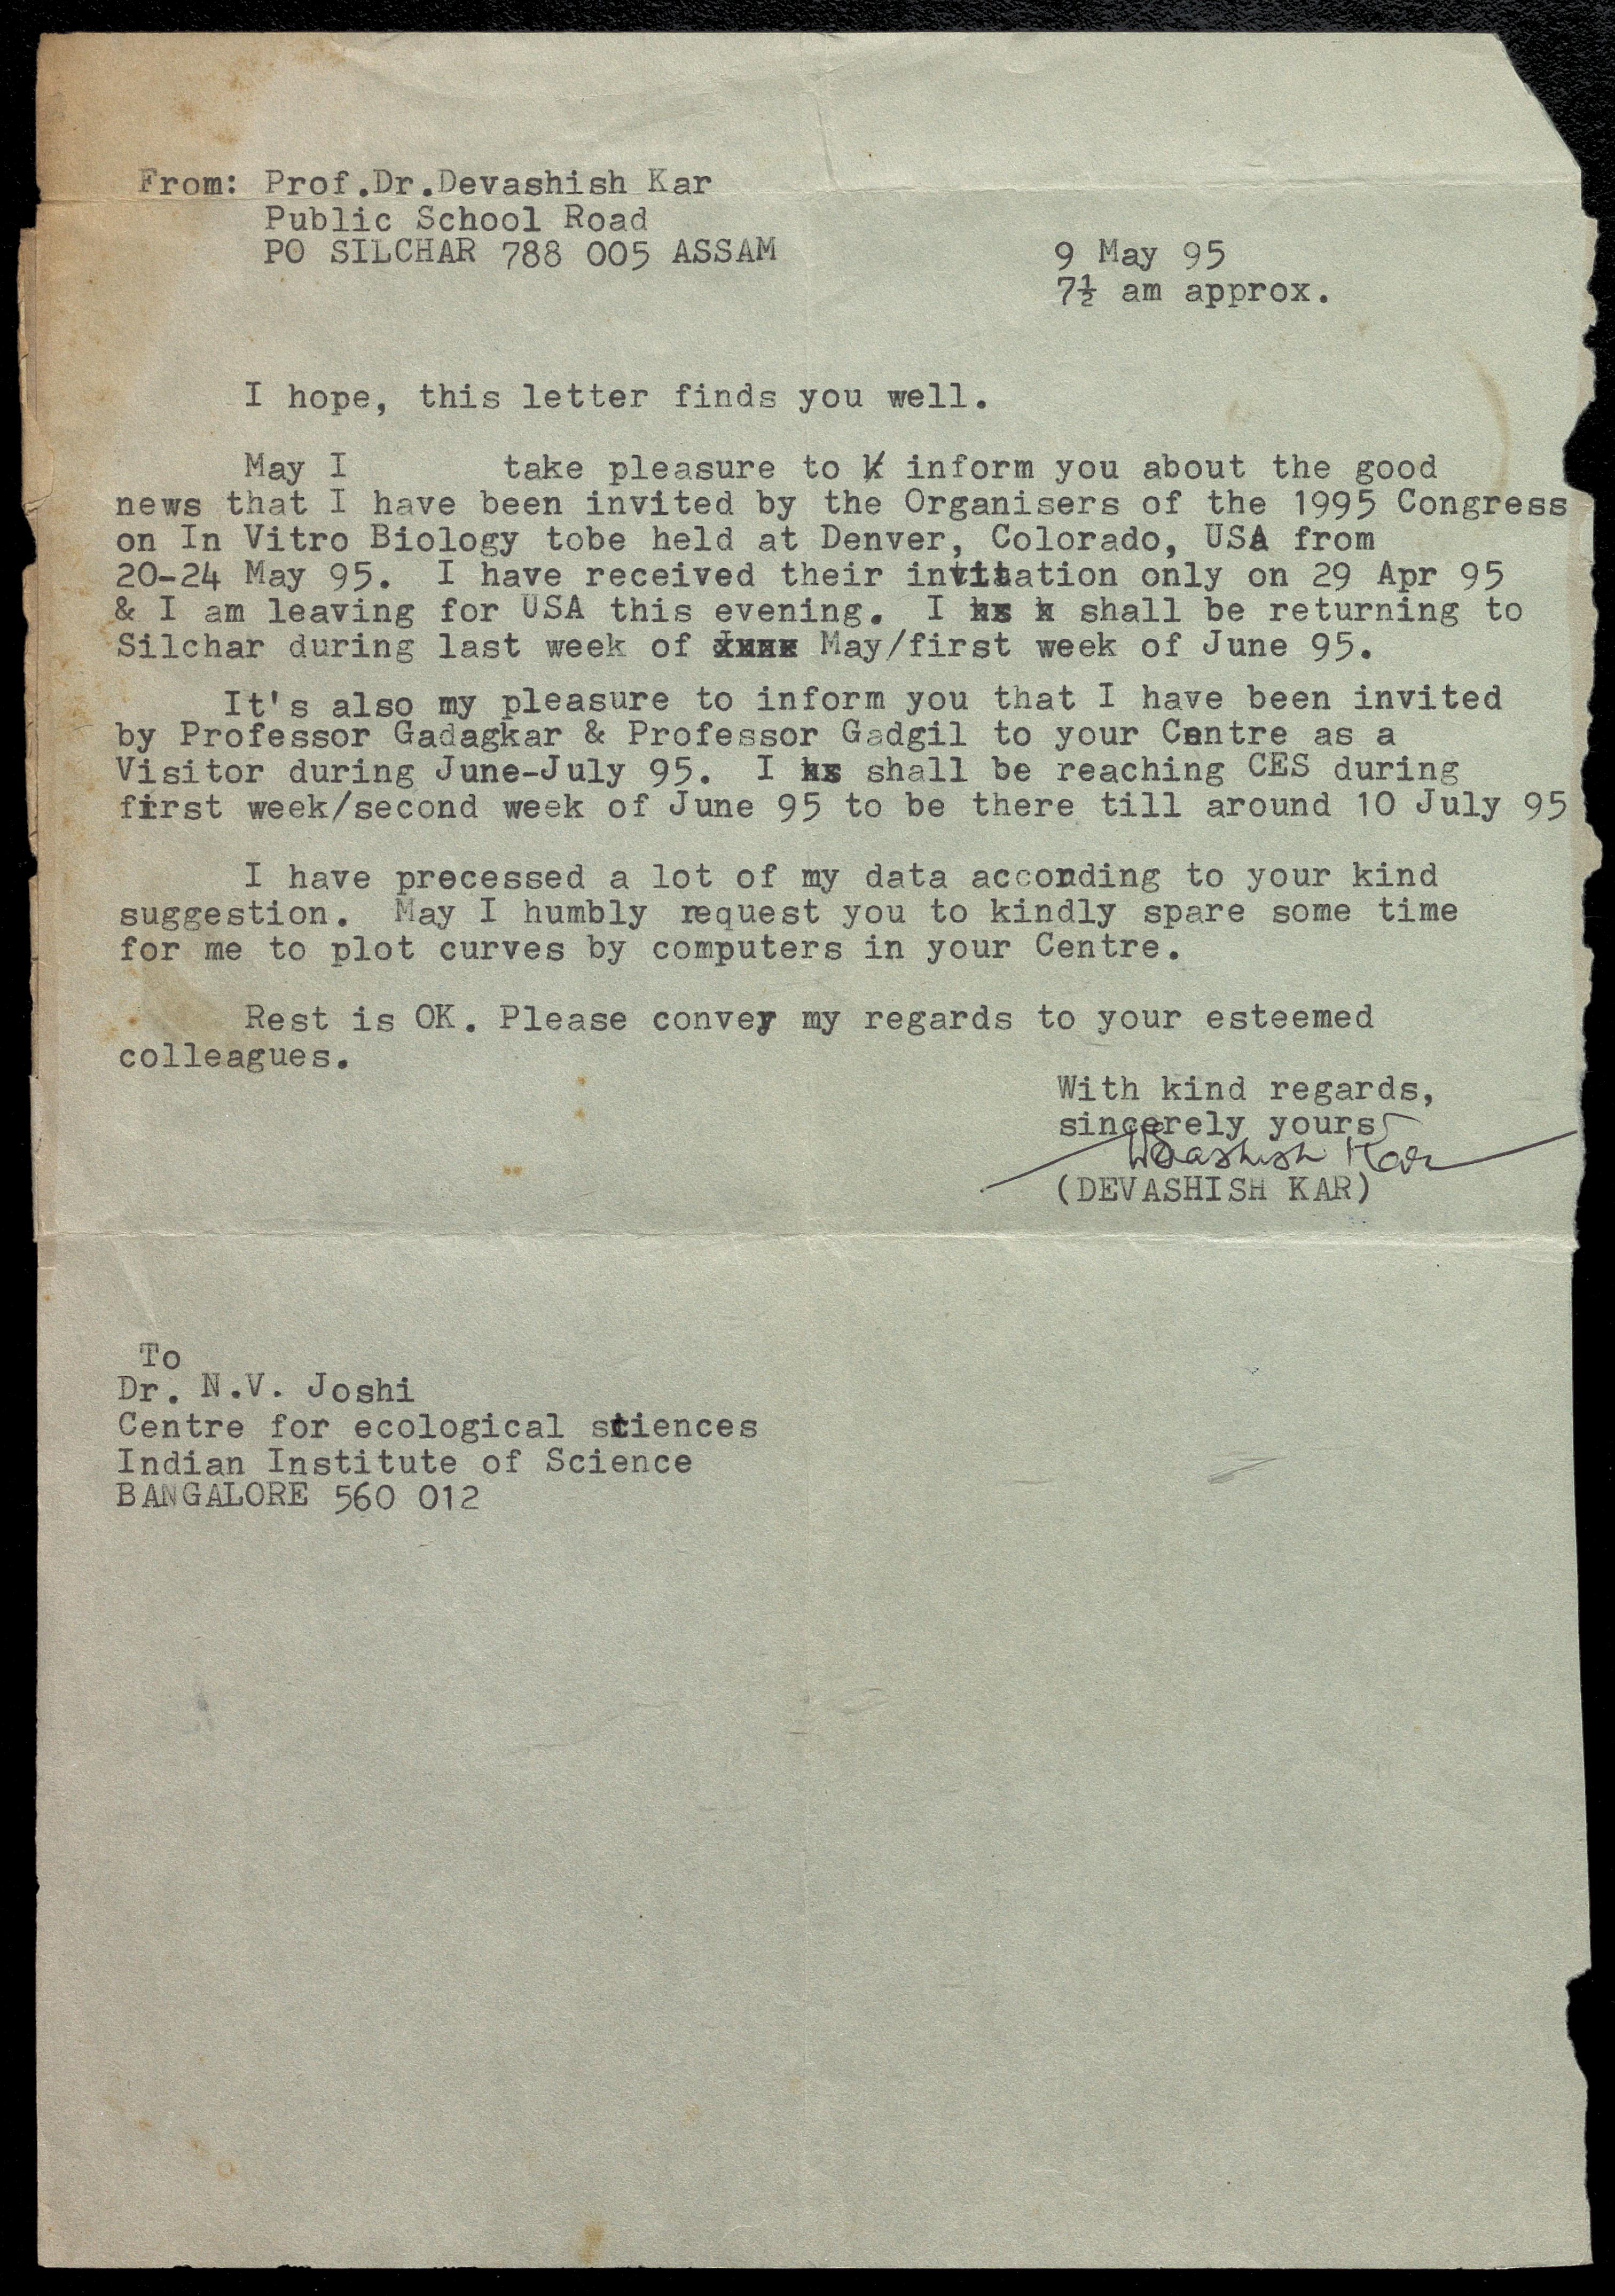 From: Prof.Dr.Devashish Kar
Public School Road
PO SILCHAR 788 005 ASSAM
9 May 95
7½ am approx.
I hope, this letter finds you well.
May I take pleasure to inform you about the good
news that I have been invited by the Organisers of the 1995 Congress
on In Vitro Biology tobe held at Denver, Colorado, USA from
20-24 May 95. I have received their invitation only on 29 Apr 95
& I am leaving for USA this evening. I shall be returning to
Silchar during last week of May/first week of June 95.
It's also my pleasure to inform you that I have been invited
by Professor Gadagkar & Professor Gadgil to your Centre as a
Visitor during June-July 95. I shall be reaching CES during
first week/second week of June 95 to be there till around 10 July 95
I have processed a lot of my data according to your kind
suggestion. May I humbly request you to kindly spare some time
for me to plot curves by computers in your Centre.
Rest is OK. Please convey my regards to your esteemed
colleagues.
With kind regards,
sincerely yours
Devashish Kar
(DEVASHISH KAR)
To
Dr. N.V. Joshi
Centre for ecological sciences
Indian Institute of Science
BANGALORE 560 012